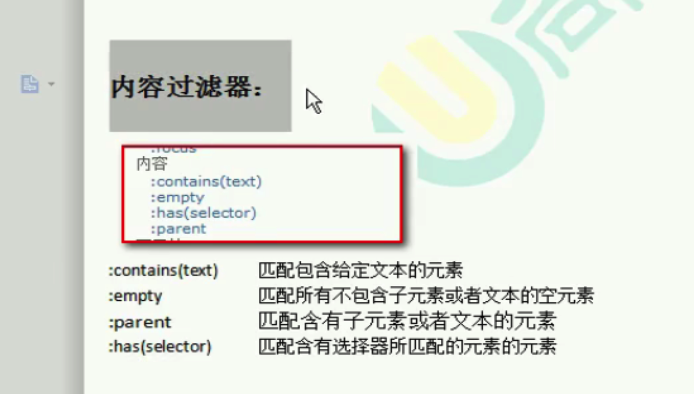 内容过滤器：
:focus
内容
:contains(text)
:empty
:has(selector)
:parent
:contains(text) 匹配包含给定文本的元素
:empty 匹配所有不包含子元素或者文本的空元素
:parent 匹配含有子元素或者文本的元素
:has(selector) 匹配含有选择器所匹配的元素的元素